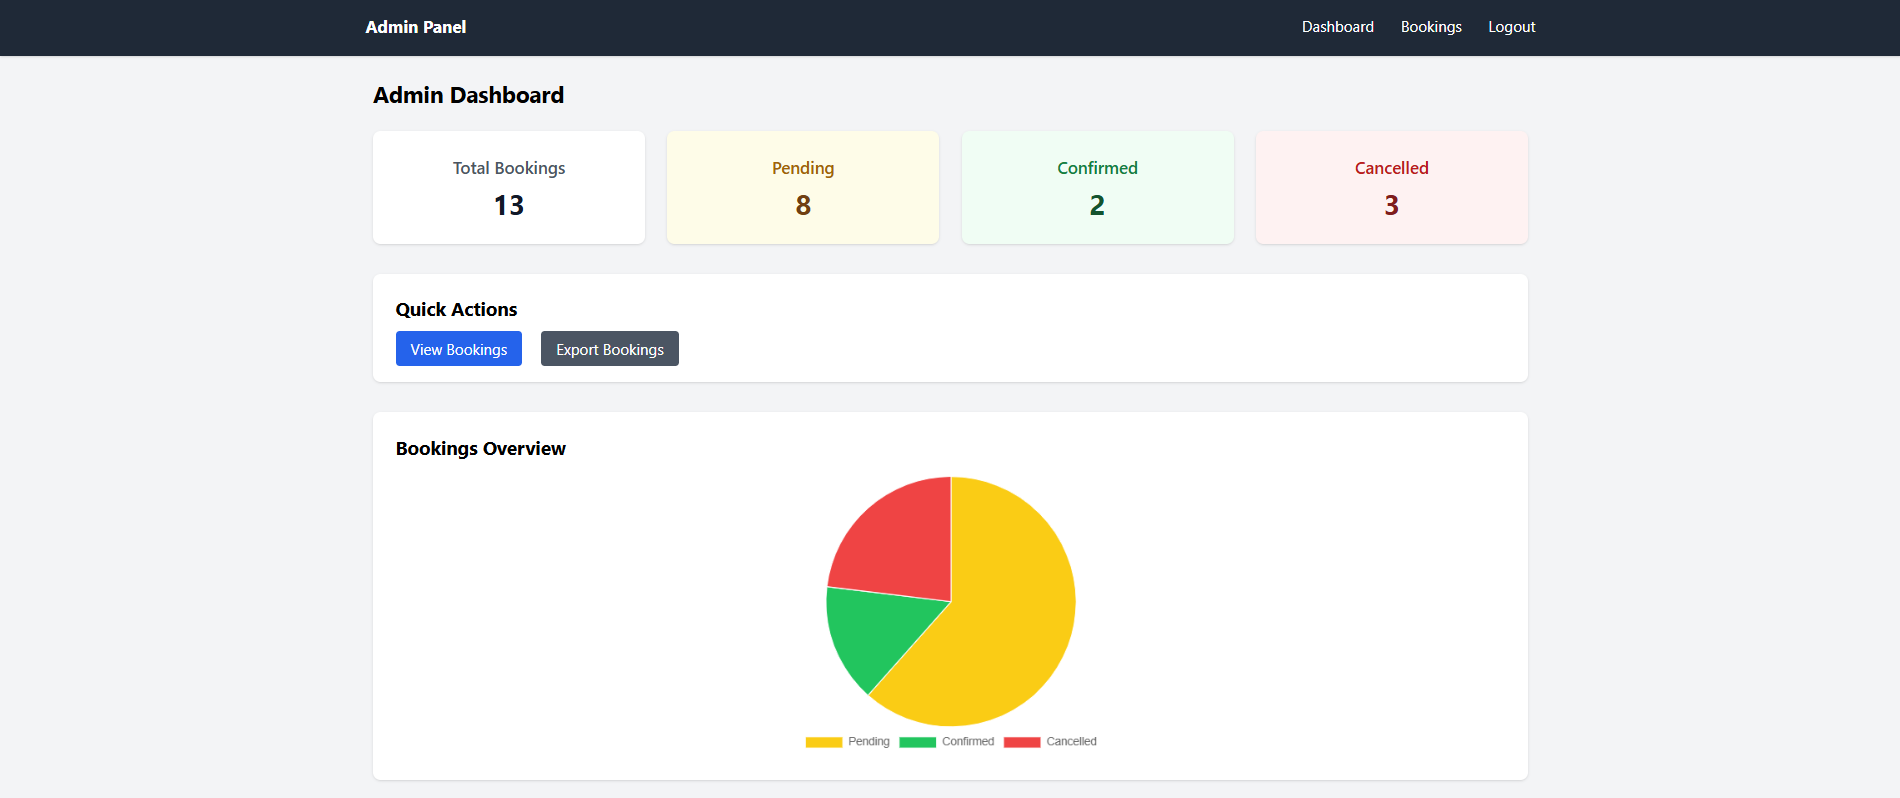 Admin Panel Dashboard Bookings Logout
Admin Dashboard
Total Bookings
13
Pending
8
Confirmed
2
Cancelled
3
Quick Actions
View Bookings Export Bookings
Bookings Overview
Pending Confirmed Cancelled